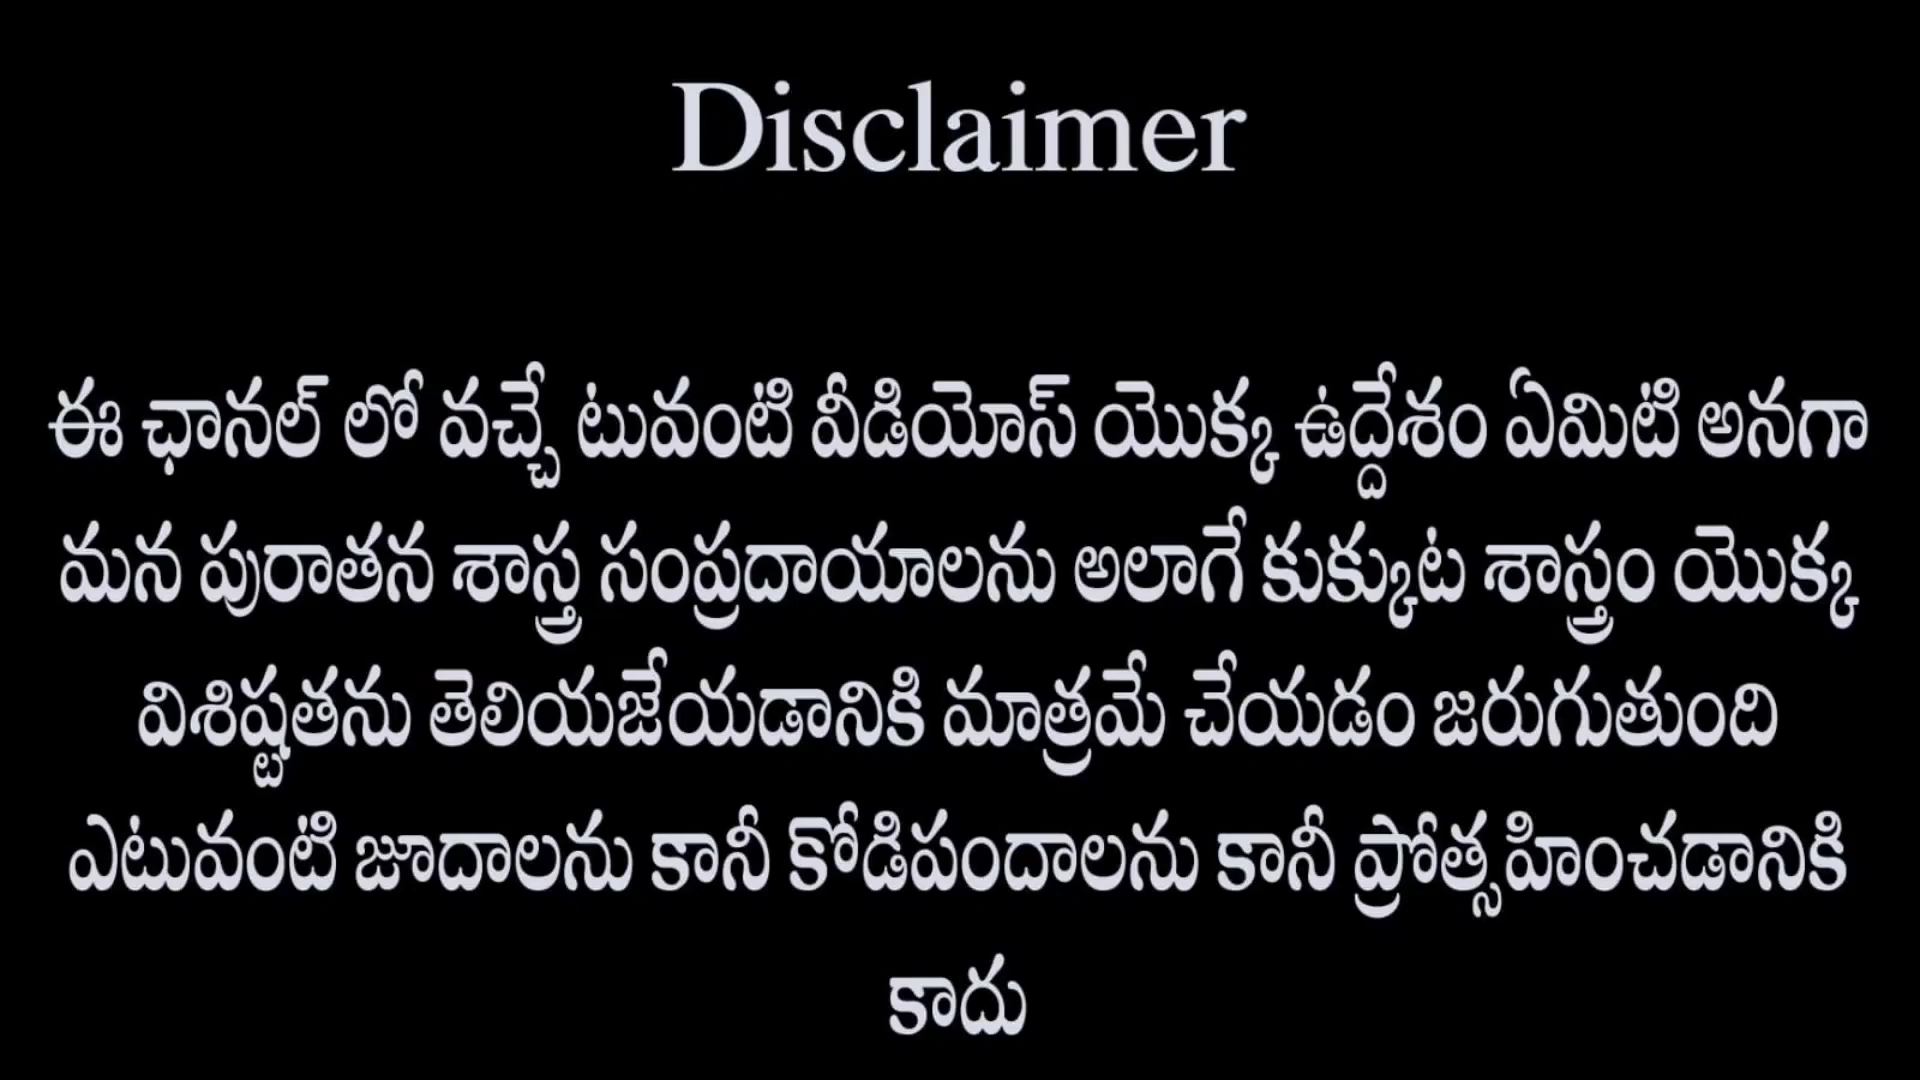 Disclaimer
ఈ ఛానల్ లో వచ్చే టువంటి వీడియోస్ యొక్క ఉద్దేశం ఏమిటి అనగా
మన పురాతన శాస్త్ర సంప్రదాయాలను అలాగే కుక్కుట శాస్త్రం యొక్క
విశిష్టతను తెలియజేయడానికి మాత్రమే చేయడం జరుగుతుంది
ఎటువంటి జూదాలను కానీ కోడిపందాలను కానీ ప్రోత్సహించడానికి
కాదు